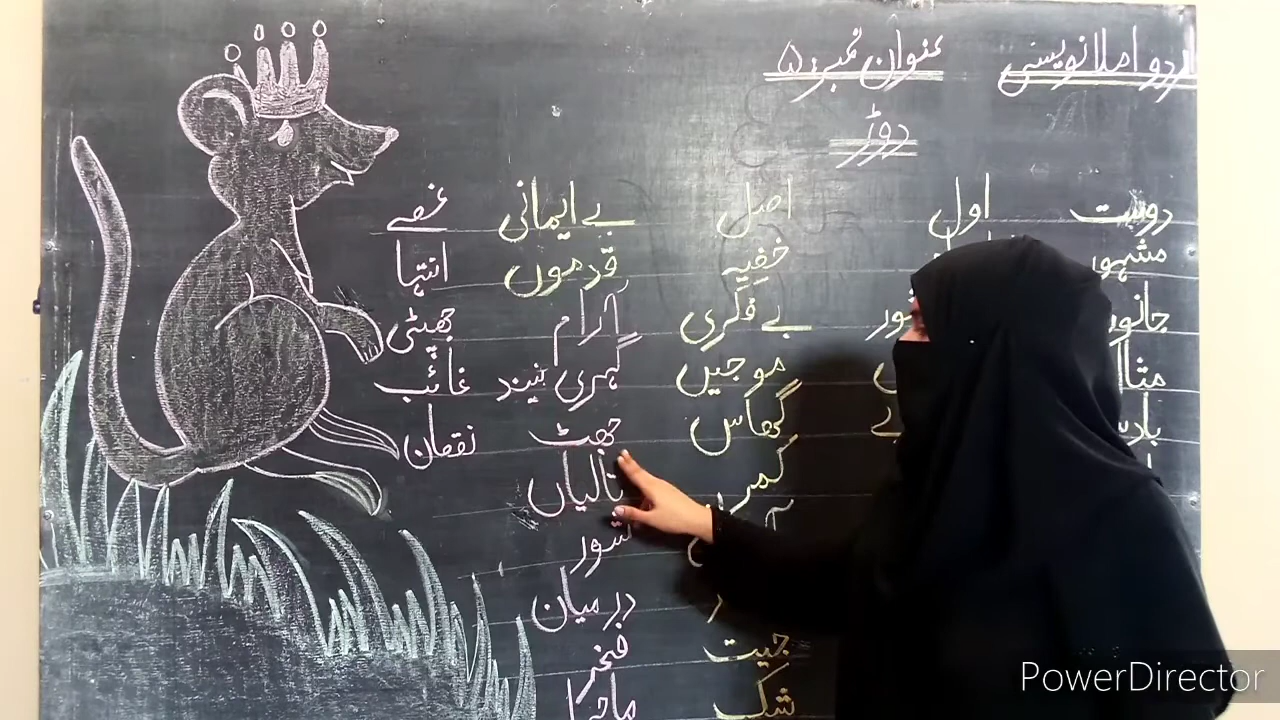 اردو املا نویسی عنوان نمبر: ۵
دوڑ
دوست اول اصل بے ایمانی غصے
مشہور خفیہ قدموں انتہا
جانور بے فکری آرام چھٹی
موجیں گہری نیند غائب
گھاس جھٹ نقصان
تالیاں
شور
درمیان
جیت فخر
شک ماجرا
PowerDirector